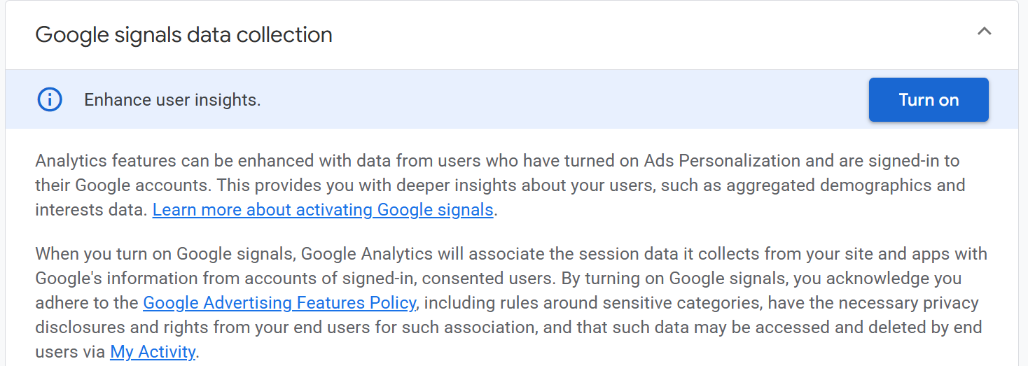 Google signals data collection
Enhance user insights.
Turn on
Analytics features can be enhanced with data from users who have turned on Ads Personalization and are signed-in to
their Google accounts. This provides you with deeper insights about your users, such as aggregated demographics and
interests data. Learn more about activating Google signals.
When you turn on Google signals, Google Analytics will associate the session data it collects from your site and apps with
Google's information from accounts of signed-in, consented users. By turning on Google signals, you acknowledge you
adhere to the Google Advertising Features Policy, including rules around sensitive categories, have the necessary privacy
disclosures and rights from your end users for such association, and that such data may be accessed and deleted by end
users via My Activity.